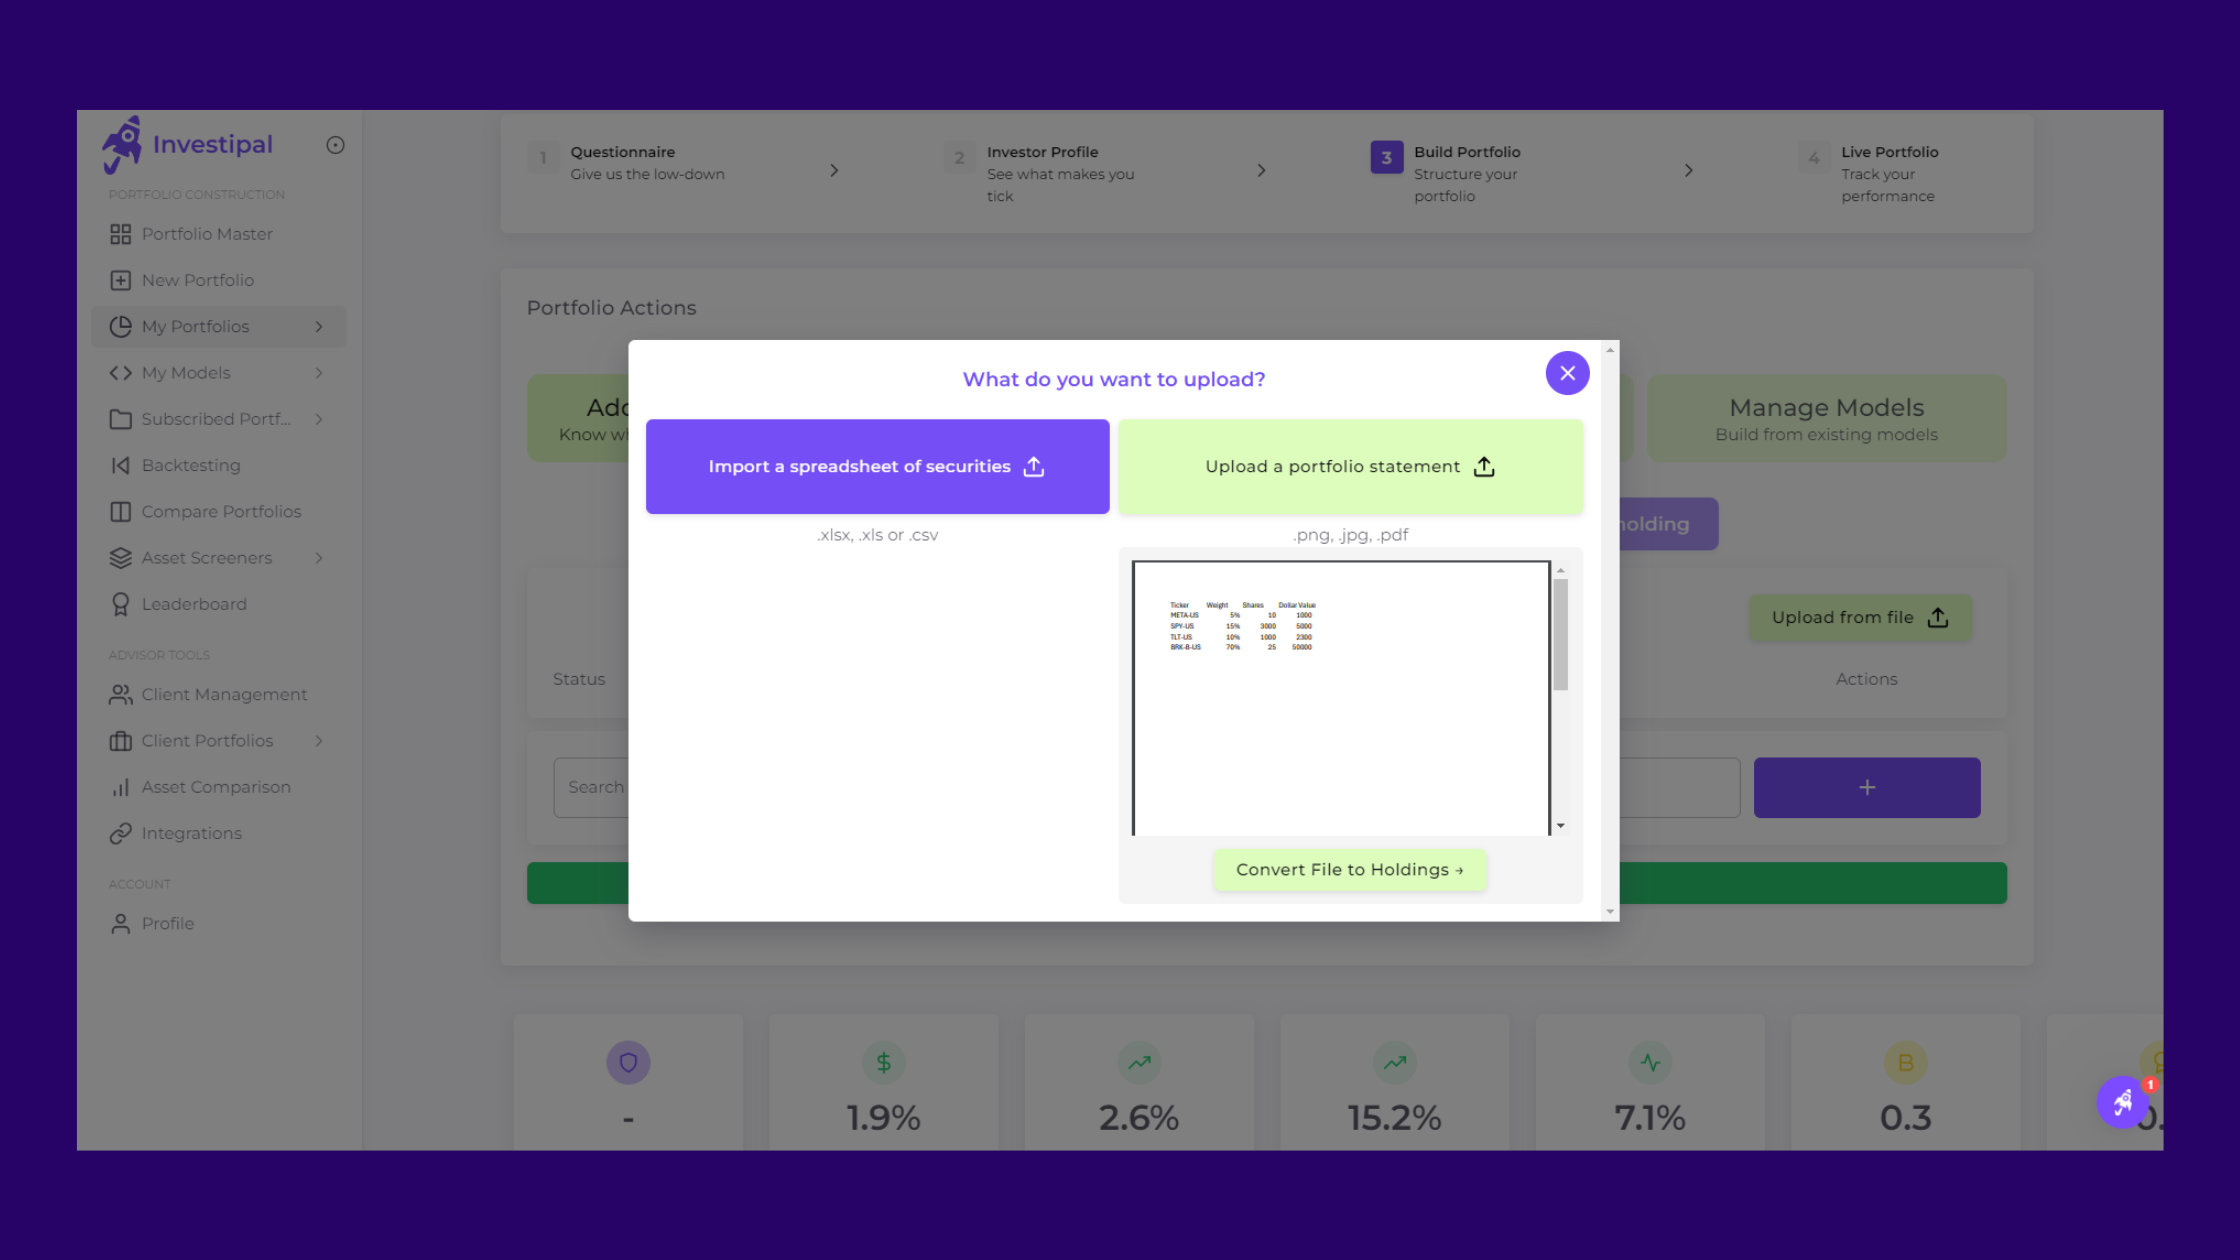 Investipal
PORTFOLIO CONSTRUCTION
Portfolio Master
New Portfolio
My Portfolios
My Models
Subscribed Portf...
Backtesting
Compare Portfolios
Asset Screeners
Leaderboard
ADVISOR TOOLS
Client Management
Client Portfolios
Asset Comparison
Integrations
ACCOUNT
Profile
1 Questionnaire
Give us the low-down
2 Investor Profile
See what makes you
tick
3 Build Portfolio
Structure your
portfolio
4 Live Portfolio
Track your
performance
Portfolio Actions
Know
Manage Models
Build from existing models
holding
Upload from file
Status
Actions
Search
+
What do you want to upload?
Import a spreadsheet of securities
.xlsx, .xls or .csv
Upload a portfolio statement
.png, .jpg, .pdf
Ticker Weight Shares Dollar Value
META-US 5% 10 1000
SPY-US 15% 3000 5000
TLT-US 10% 1000 2300
BRK-B-US 70% 25 50000
Convert File to Holdings →
-
1.9%
2.6%
15.2%
7.1%
B
0.3
1